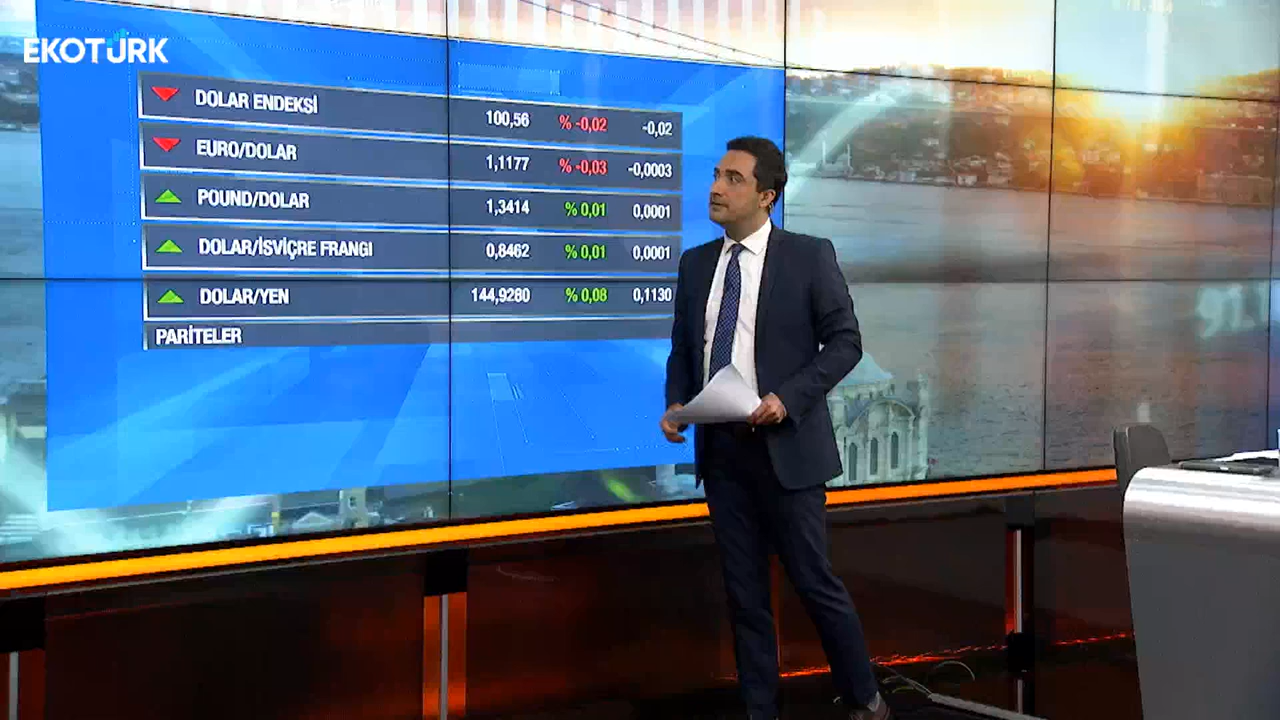 EKOTÜRK
DOLAR ENDEKSİ 100,56 % -0,02 -0,02
EURO/DOLAR 1,1177 % -0,03 -0,0003
POUND/DOLAR 1,3414 % 0,01 0,0001
DOLAR/İSVİÇRE FRANGI 0,8462 % 0,01 0,0001
DOLAR/YEN 144,9280 % 0,08 0,1130
PARİTELER